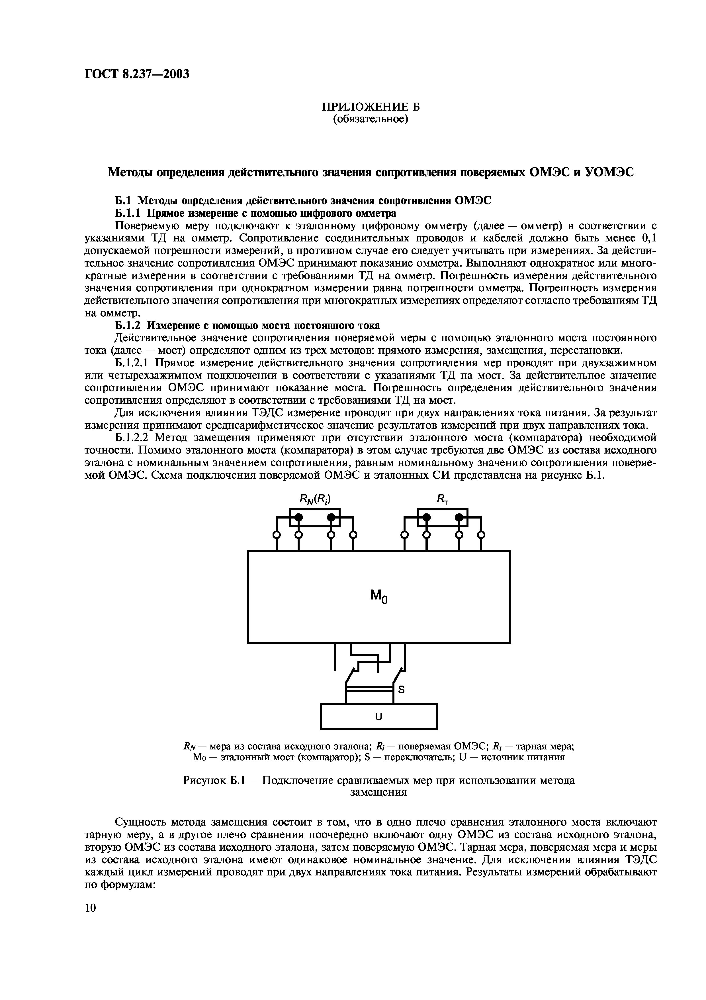 ГОСТ 8.237—2003
ПРИЛОЖЕНИЕ Б
(обязательное)
Методы определения действительного значения сопротивления поверяемых ОМЭС и УОМЭС
Б.1 Методы определения действительного значения сопротивления ОМЭС
Б.1.1 Прямое измерение с помощью цифрового омметра
Поверяемую меру подключают к эталонному цифровому омметру (далее — омметр) в соответствии с
указаниями ТД на омметр. Сопротивление соединительных проводов и кабелей должно быть менее 0,1
допускаемой погрешности измерений, в противном случае его следует учитывать при измерениях. За действи-
тельное значение сопротивления ОМЭС принимают показание омметра. Выполняют однократное или много-
кратные измерения в соответствии с требованиями ТД на омметр. Погрешность измерения действительного
значения сопротивления при однократном измерении равна погрешности омметра. Погрешность измерения
действительного значения сопротивления при многократных измерениях определяют согласно требованиям ТД
на омметр.
Б.1.2 Измерение с помощью моста постоянного тока
Действительное значение сопротивления поверяемой меры с помощью эталонного моста постоянного
тока (далее — мост) определяют одним из трех методов: прямого измерения, замещения, перестановки.
Б.1.2.1 Прямое измерение действительного значения сопротивления мер проводят при двухзажимном
или четырехзажимном подключении в соответствии с указаниями ТД на мост. За действительное значение
сопротивления ОМЭС принимают показание моста. Погрешность определения действительного значения
сопротивления определяют в соответствии с требованиями ТД на мост.
Для исключения влияния ТЭДС измерение проводят при двух направлениях тока питания. За результат
измерения принимают среднеарифметическое значение результатов измерений при двух направлениях тока.
Б.1.2.2 Метод замещения применяют при отсутствии эталонного моста (компаратора) необходимой
точности. Помимо эталонного моста (компаратора) в этом случае требуются две ОМЭС из состава исходного
эталона с номинальным значением сопротивления, равным номинальному значению сопротивления поверяе-
мой ОМЭС. Схема подключения поверяемой ОМЭС и эталонных СИ представлена на рисунке Б.1.
R_N(R_i) R_т
М_0
S
U
R_N — мера из состава исходного эталона; R_i — поверяемая ОМЭС; R_т — тарная мера;
М_0 — эталонный мост (компаратор); S — переключатель; U — источник питания
Рисунок Б.1 — Подключение сравниваемых мер при использовании метода
замещения
Сущность метода замещения состоит в том, что в одно плечо сравнения эталонного моста включают
тарную меру, а в другое плечо сравнения поочередно включают одну ОМЭС из состава исходного эталона,
вторую ОМЭС из состава исходного эталона, затем поверяемую ОМЭС. Тарная мера, поверяемая мера и меры
из состава исходного эталона имеют одинаковое номинальное значение. Для исключения влияния ТЭДС
каждый цикл измерений проводят при двух направлениях тока питания. Результаты измерений обрабатывают
по формулам:
10